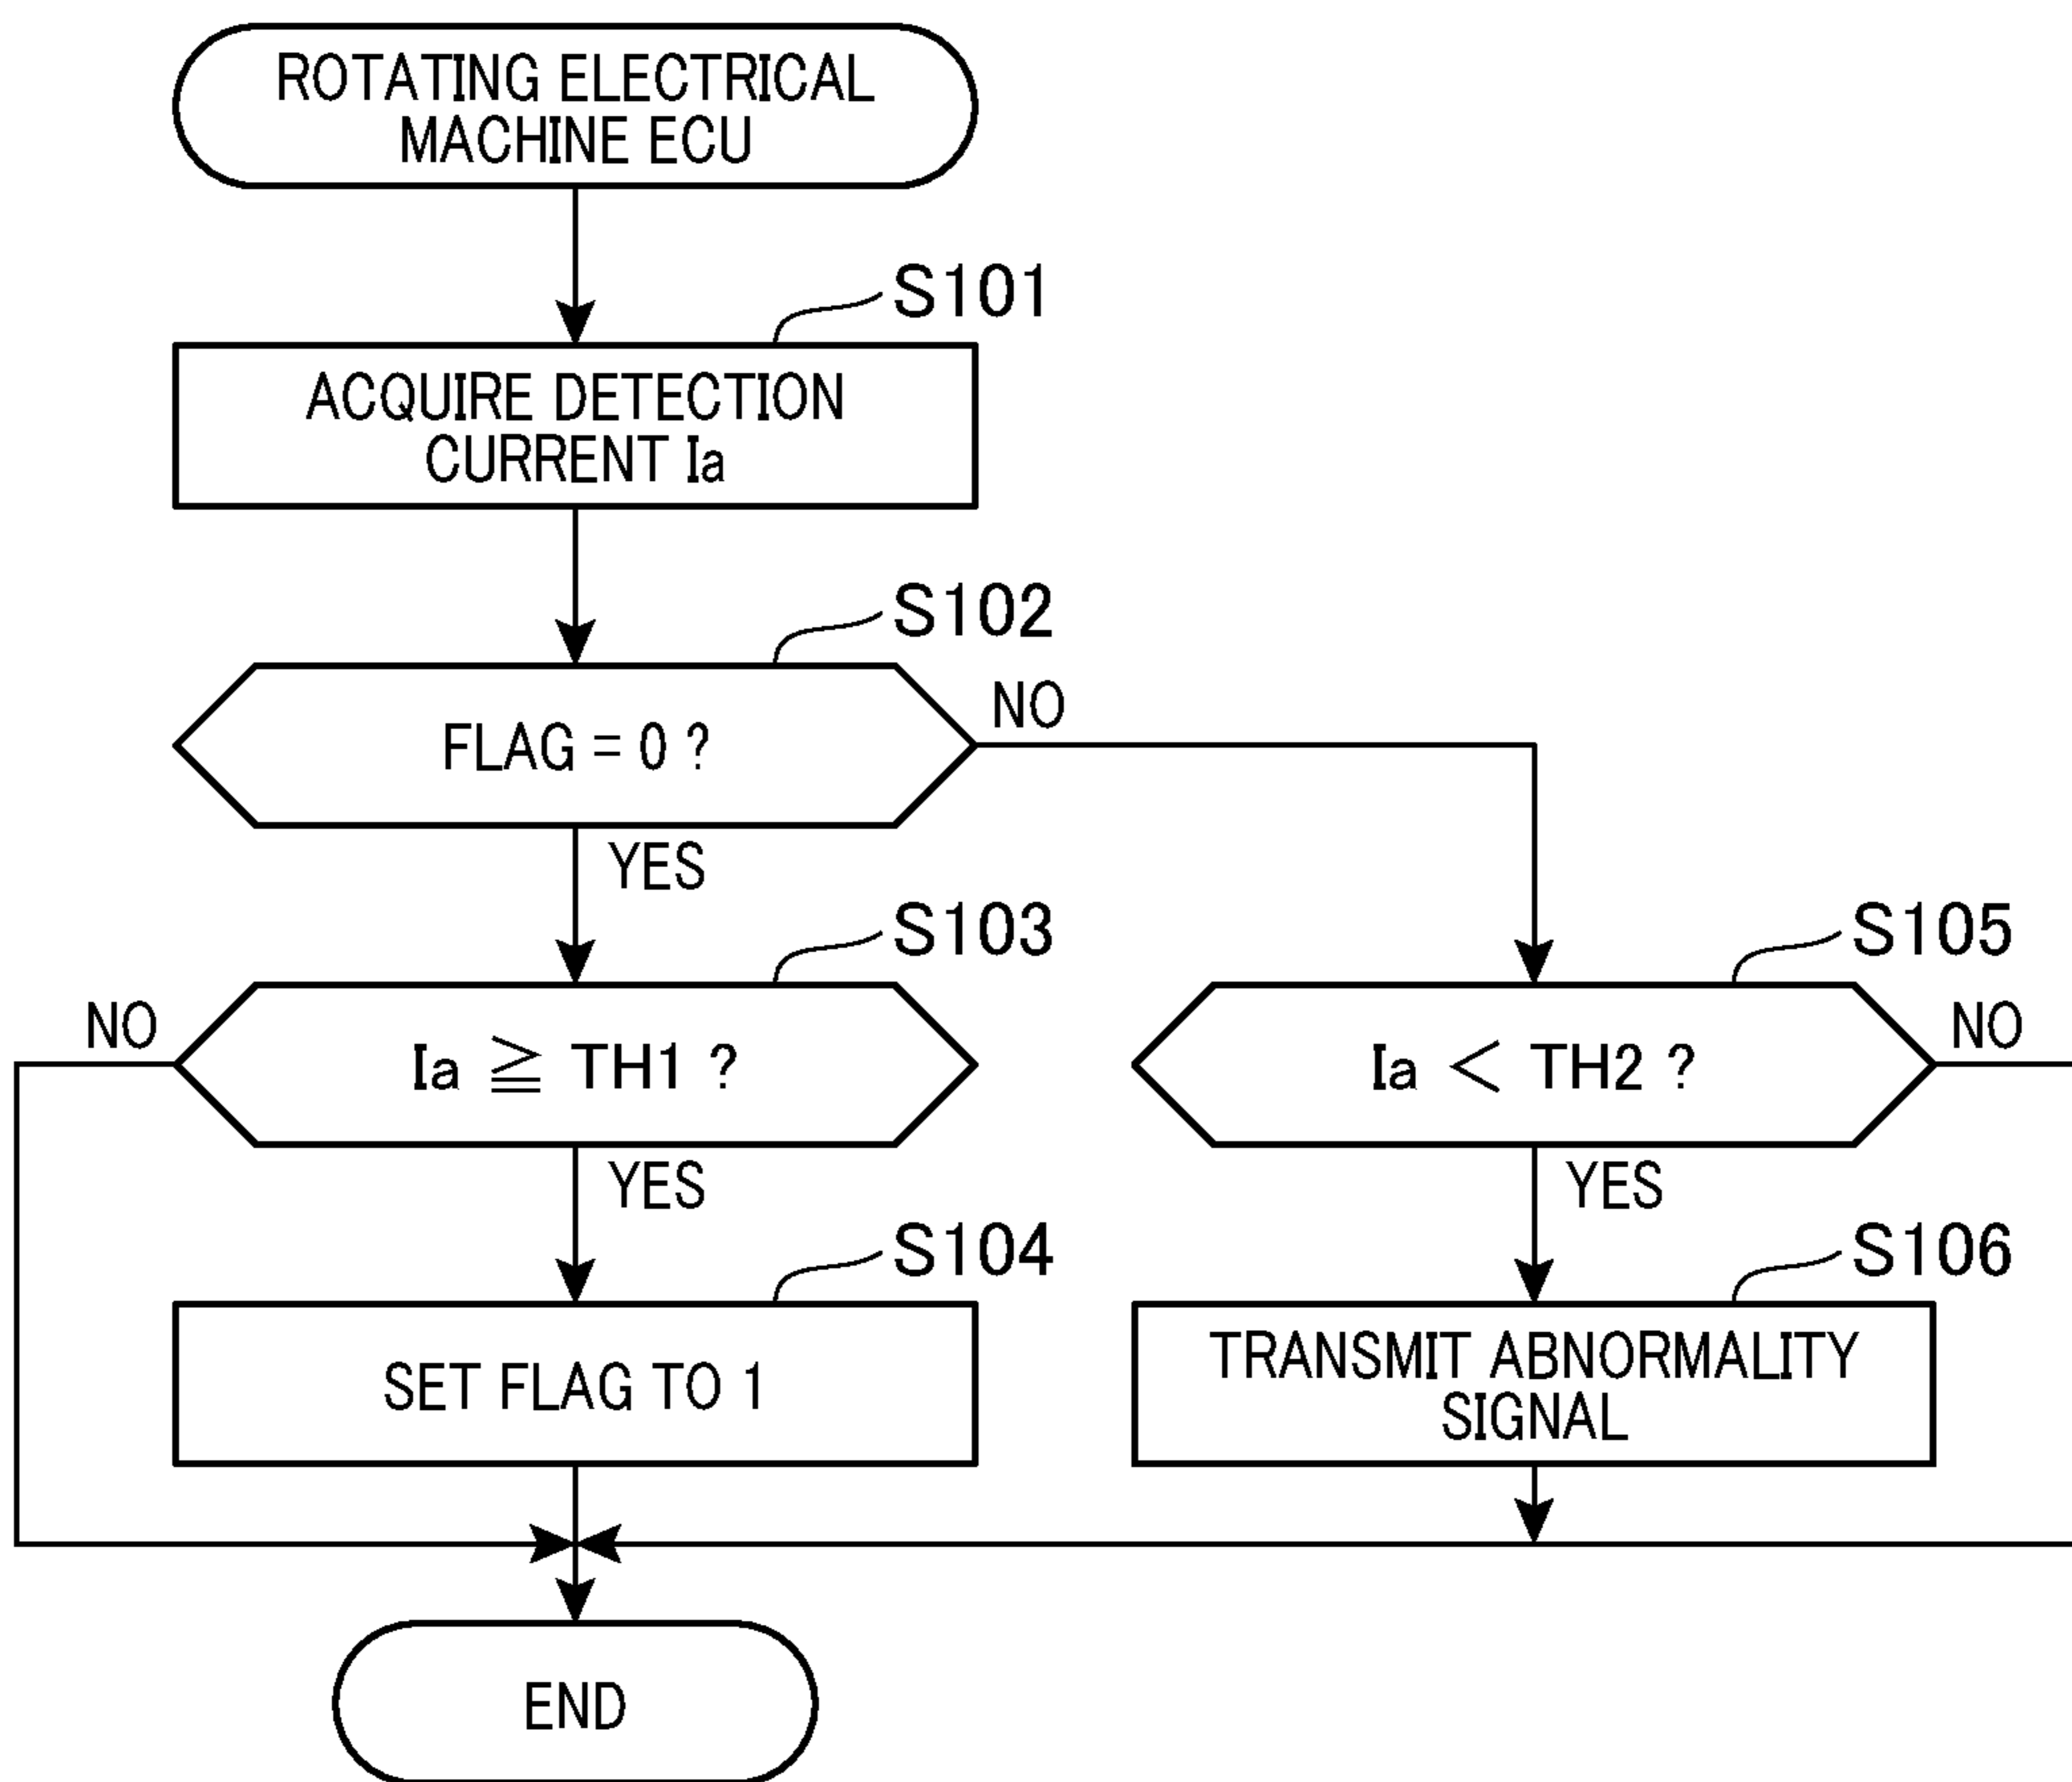 ROTATING ELECTRICAL
MACHINE ECU
S101
ACQUIRE DETECTION
CURRENT Ia
S102
FLAG = 0 ?
NO
YES
S103
NO
Ia ≧ TH1 ?
YES
S104
SET FLAG TO 1
S105
Ia < TH2 ?
NO
YES
S106
TRANSMIT ABNORMALITY
SIGNAL
END